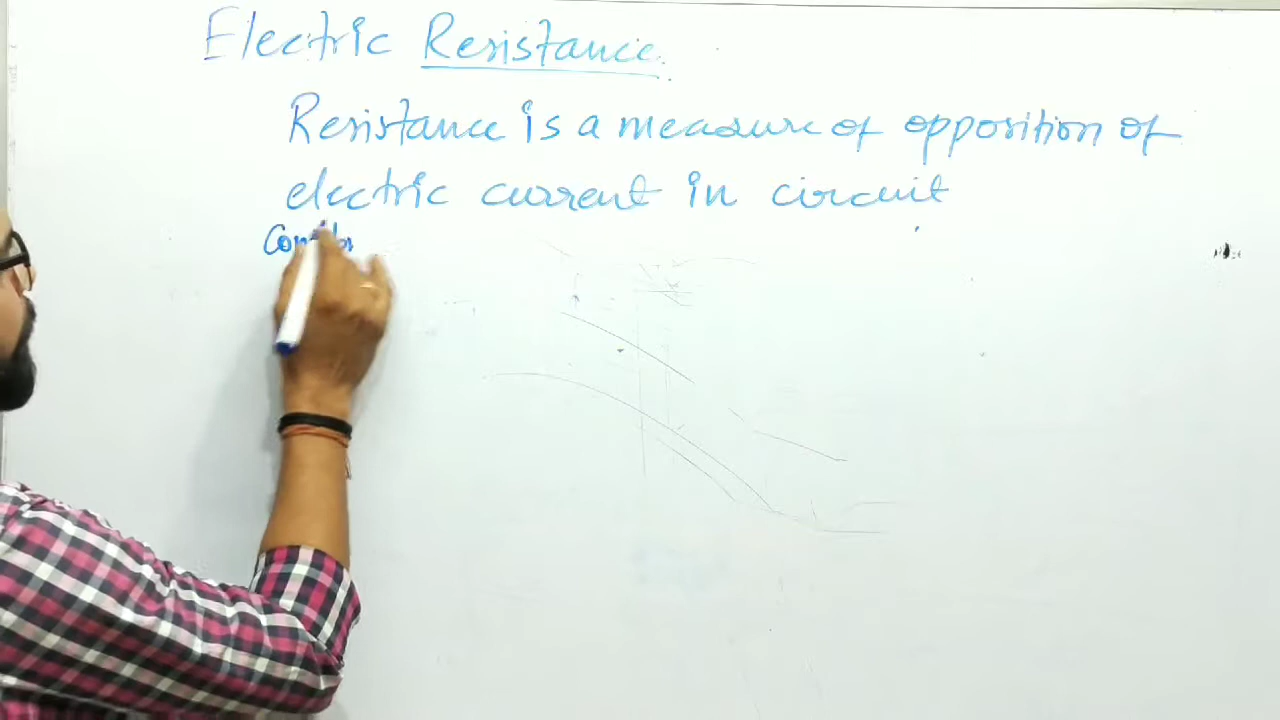 Electric Resistance.
Resistance is a measure of opposition of
electric current in circuit